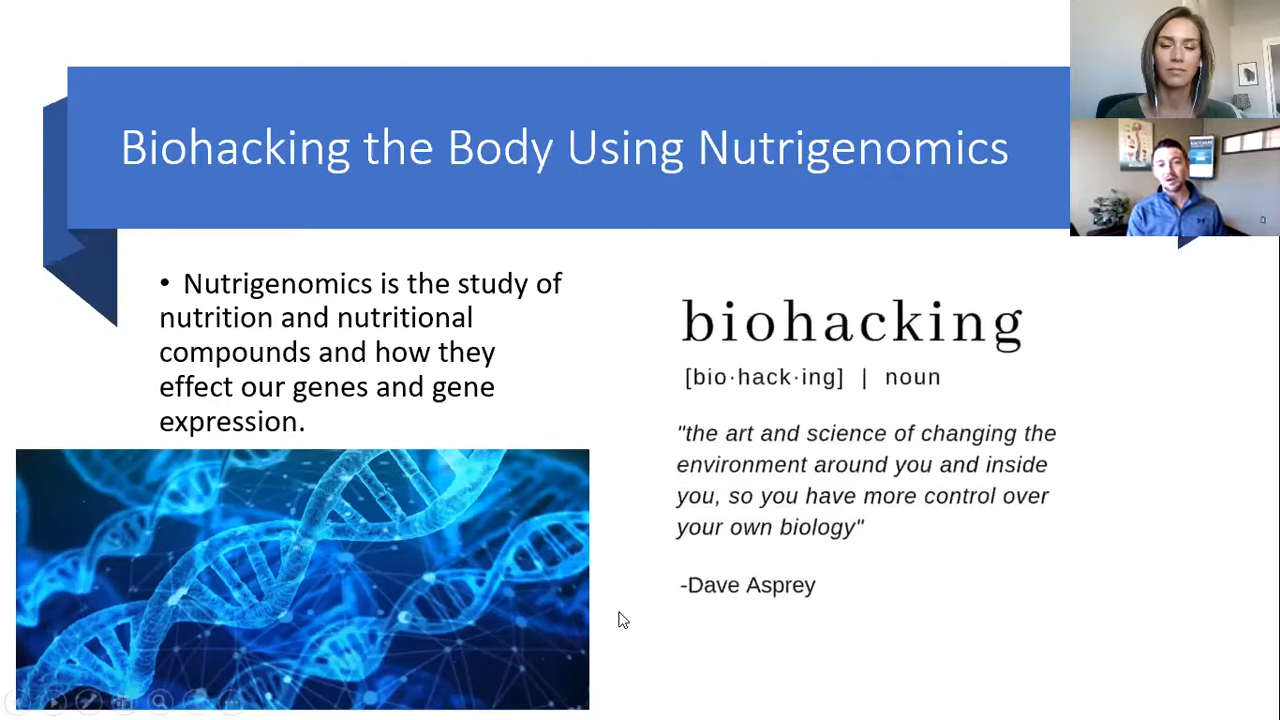 Biohacking the Body Using Nutrigenomics
• Nutrigenomics is the study of
nutrition and nutritional
compounds and how they
effect our genes and gene
expression.
biohacking
[bio·hack·ing] | noun
"the art and science of changing the
environment around you and inside
you, so you have more control over
your own biology"
-Dave Asprey